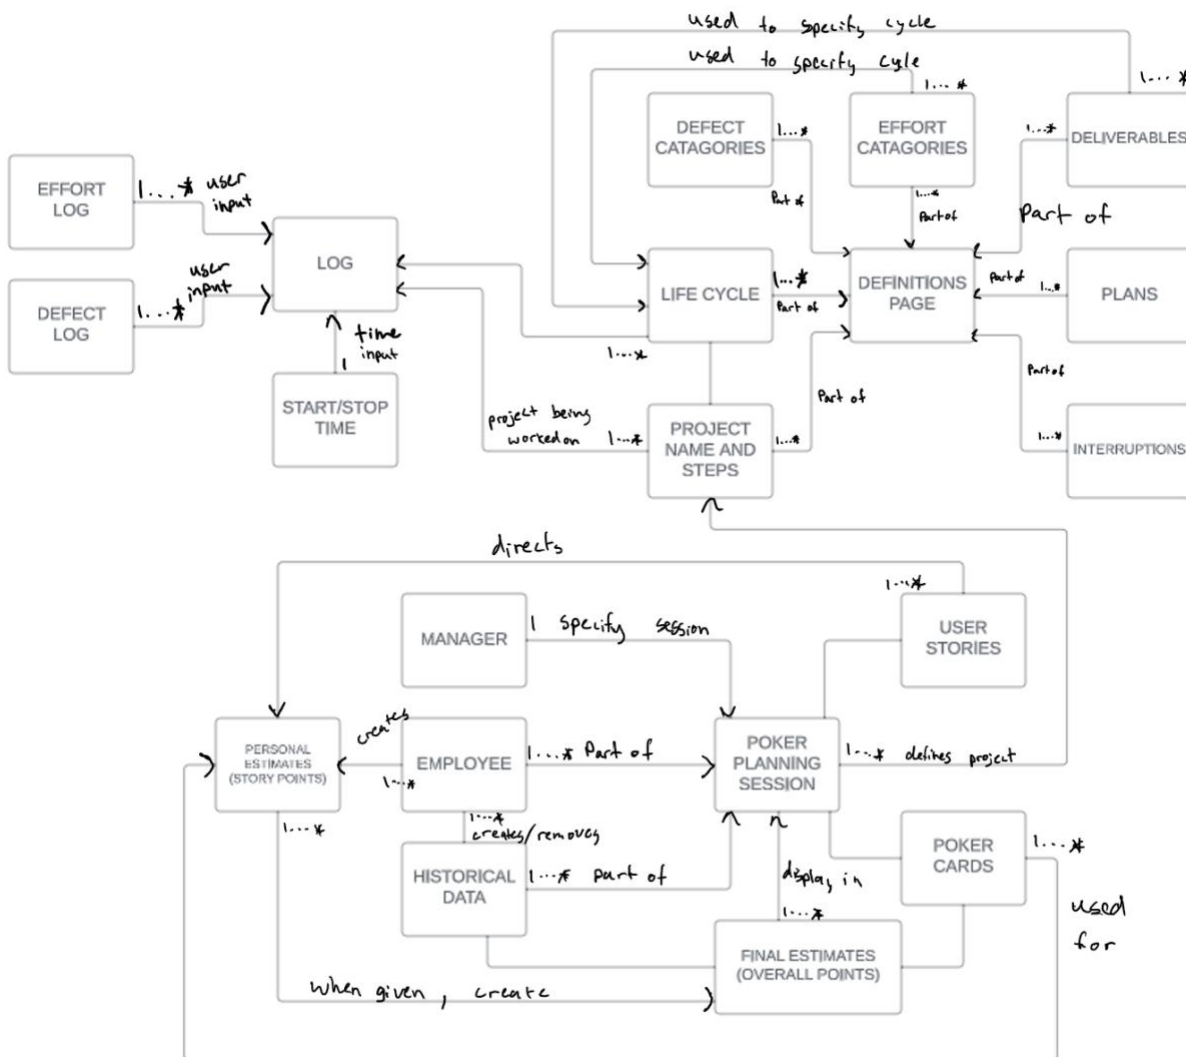 used to specify cycle
1...*
used to specify cyle
1...*
DEFECT
CATAGORIES
1...*
EFFORT
CATAGORIES
1...*
DELIVERABLES
EFFORT
LOG
1...*
user
input
Part of
1...*
Part of
Part of
LOG
DEFECT
LOG
1...*
user
input
LIFE CYCLE
1...*
Part of
DEFINITIONS
PAGE
Part of
1...*
PLANS
time
input
1
1...*
START/STOP
TIME
project being
worked on
1...*
PROJECT
NAME AND
STEPS
1...*
Part of
Part of
1...*
INTERRUPTIONS
directs
1...*
MANAGER
1 specify session
USER
STORIES
PERSONAL
ESTIMATES
(STORY POINTS)
creates
1...*
EMPLOYEE
1...* Part of
POKER
PLANNING
SESSION
1...* defines project
1...*
1...*
creates/removes
HISTORICAL
DATA
1...* part of
n
display in
1...*
POKER
CARDS
1...*
used
for
FINAL ESTIMATES
(OVERALL POINTS)
when given, create